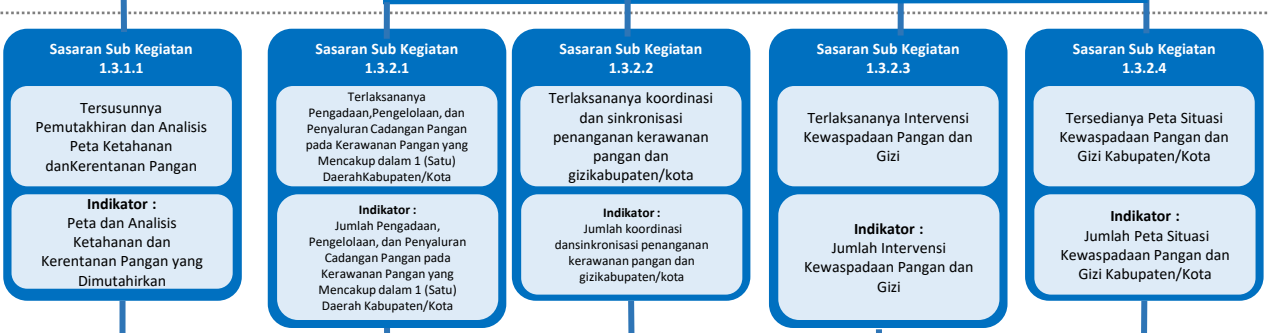 Sasaran Sub Kegiatan
1.3.1.1
Tersusunnya
Pemutakhiran dan Analisis
Peta Ketahanan
danKerentanan Pangan
Indikator :
Peta dan Analisis
Ketahanan dan
Kerentanan Pangan yang
Dimutahirkan
Sasaran Sub Kegiatan
1.3.2.1
Terlaksananya
Pengadaan,Pengelolaan, dan
Penyaluran Cadangan Pangan
pada Kerawanan Pangan yang
Mencakup dalam 1 (Satu)
DaerahKabupaten/Kota
Indikator :
Jumlah Pengadaan,
Pengelolaan, dan Penyaluran
Cadangan Pangan pada
Kerawanan Pangan yang
Mencakup dalam 1 (Satu)
Daerah Kabupaten/Kota
Sasaran Sub Kegiatan
1.3.2.2
Terlaksananya koordinasi
dan sinkronisasi
penanganan kerawanan
pangan dan
gizikabupaten/kota
Indikator :
Jumlah koordinasi
dansinkronisasi penanganan
kerawanan pangan dan
gizikabupaten/kota
Sasaran Sub Kegiatan
1.3.2.3
Terlaksananya Intervensi
Kewaspadaan Pangan dan
Gizi
Indikator :
Jumlah Intervensi
Kewaspadaan Pangan dan
Gizi
Sasaran Sub Kegiatan
1.3.2.4
Tersedianya Peta Situasi
Kewaspadaan Pangan dan
Gizi Kabupaten/Kota
Indikator :
Jumlah Peta Situasi
Kewaspadaan Pangan dan
Gizi Kabupaten/Kota